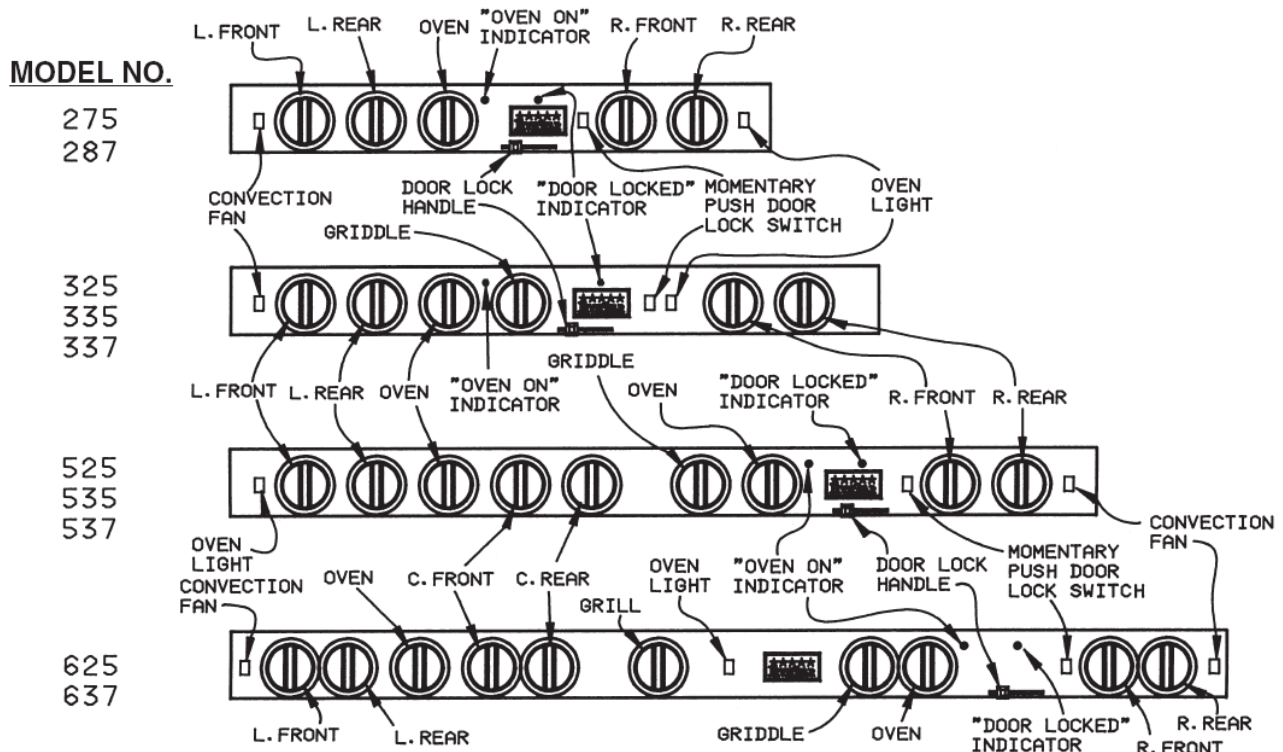 L. FRONT
L. REAR
OVEN
"OVEN ON"
INDICATOR
R. FRONT
R. REAR
MODEL NO.
275
287
CONVECTION
FAN
DOOR LOCK
HANDLE
"DOOR LOCKED"
INDICATOR
MOMENTARY
PUSH DOOR
LOCK SWITCH
OVEN
LIGHT
GRIDDLE
325
335
337
L. FRONT
L. REAR
OVEN
"OVEN ON"
INDICATOR
GRIDDLE
OVEN
"DOOR LOCKED"
INDICATOR
R. FRONT
R. REAR
525
535
537
OVEN
LIGHT
CONVECTION
FAN
OVEN
C. FRONT
C. REAR
GRILL
OVEN
LIGHT
"OVEN ON"
INDICATOR
DOOR LOCK
HANDLE
MOMENTARY
PUSH DOOR
LOCK SWITCH
CONVECTION
FAN
625
637
L. FRONT
L. REAR
GRIDDLE
OVEN
"DOOR LOCKED"
INDICATOR
R. FRONT
R. REAR